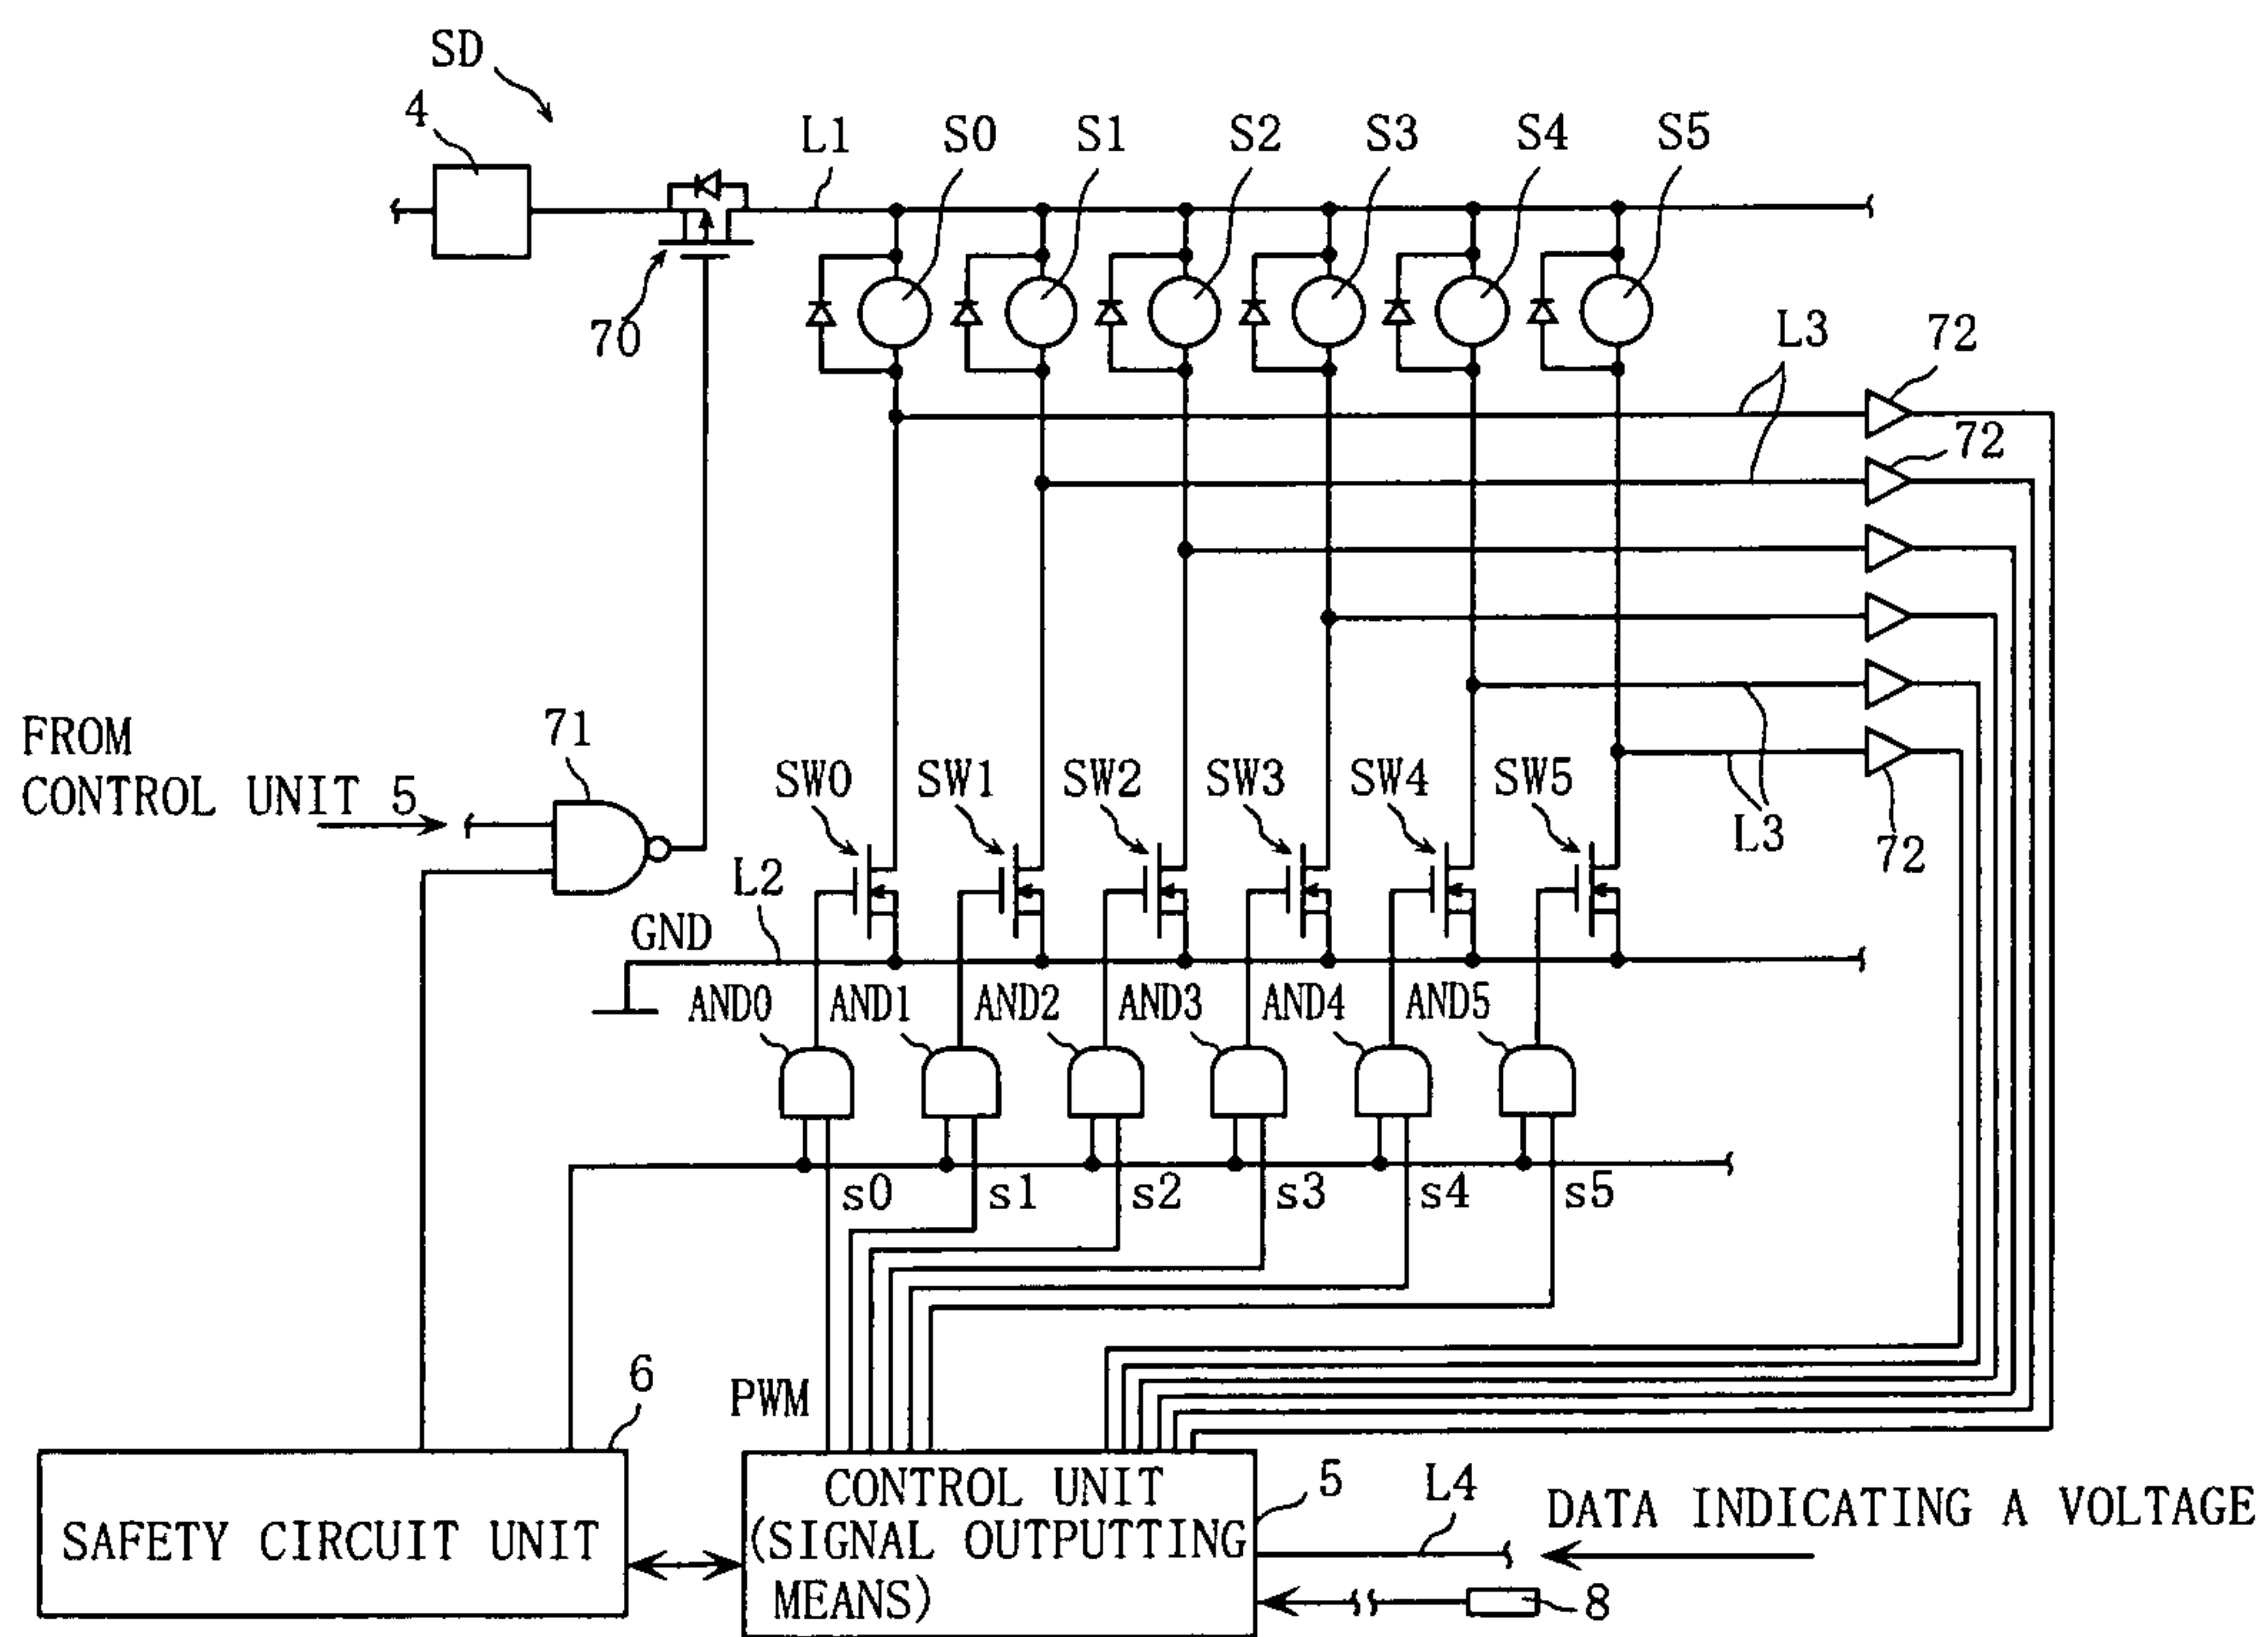 SD
4
L1
S0
S1
S2
S3
S4
S5
70
L3
72
72
FROM
CONTROL UNIT 5
71
SW0
SW1
SW2
SW3
SW4
SW5
L3
72
L2
GND
AND0
AND1
AND2
AND3
AND4
AND5
s0
s1
s2
s3
s4
s5
6
PWM
SAFETY CIRCUIT UNIT
CONTROL UNIT
(SIGNAL OUTPUTTING
MEANS)
5
L4
DATA INDICATING A VOLTAGE
8